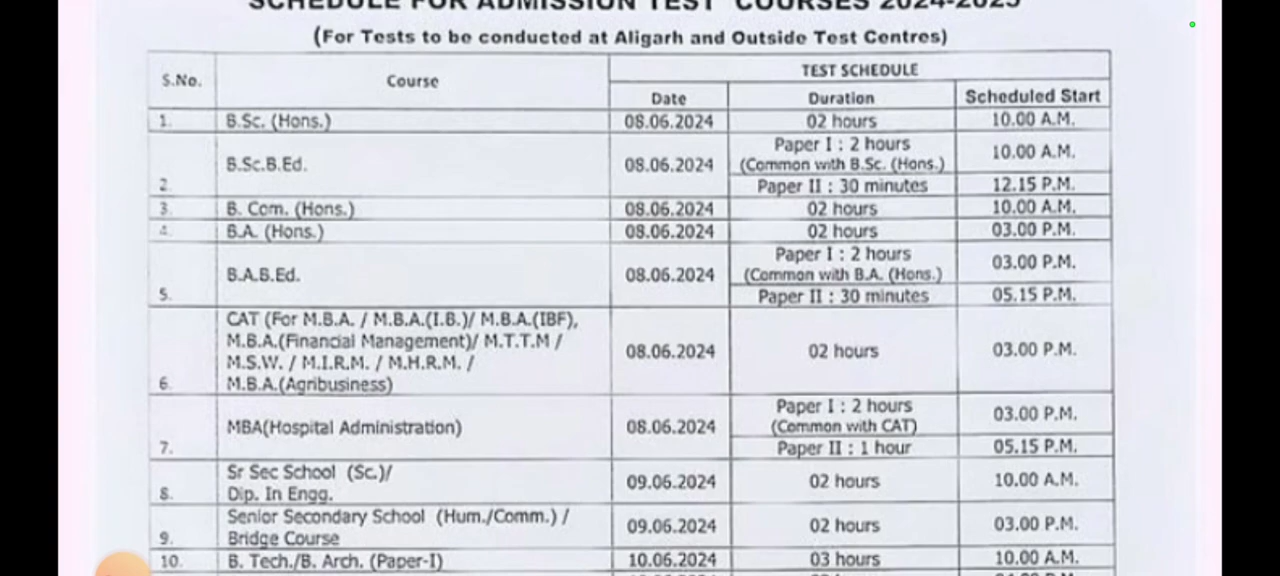 SCHEDULE FOR ADMISSION TEST COURSES 2024-2025
(For Tests to be conducted at Aligarh and Outside Test Centres)
S.No. Course TEST SCHEDULE
Date Duration Scheduled Start
1. B.Sc. (Hons.) 08.06.2024 02 hours 10.00 A.M.
2. B.Sc.B.Ed. 08.06.2024 Paper I : 2 hours 10.00 A.M.
(Common with B.Sc. (Hons.)
Paper II : 30 minutes 12.15 P.M.
3. B. Com. (Hons.) 08.06.2024 02 hours 10.00 A.M.
4. B.A. (Hons.) 08.06.2024 02 hours 03.00 P.M.
5. B.A.B.Ed. 08.06.2024 Paper I : 2 hours 03.00 P.M.
(Common with B.A. (Hons.)
Paper II : 30 minutes 05.15 P.M.
6. CAT (For M.B.A. / M.B.A.(I.B.)/ M.B.A.(IBF),
M.B.A.(Financial Management)/ M.T.T.M /
M.S.W. / M.I.R.M. / M.H.R.M. /
M.B.A.(Agribusiness) 08.06.2024 02 hours 03.00 P.M.
7. MBA(Hospital Administration) 08.06.2024 Paper I : 2 hours 03.00 P.M.
(Common with CAT)
Paper II : 1 hour 05.15 P.M.
8. Sr Sec School (Sc.)/
Dip. In Engg. 09.06.2024 02 hours 10.00 A.M.
9. Senior Secondary School (Hum./Comm.) /
Bridge Course 09.06.2024 02 hours 03.00 P.M.
10. B. Tech./B. Arch. (Paper-I) 10.06.2024 03 hours 10.00 A.M.